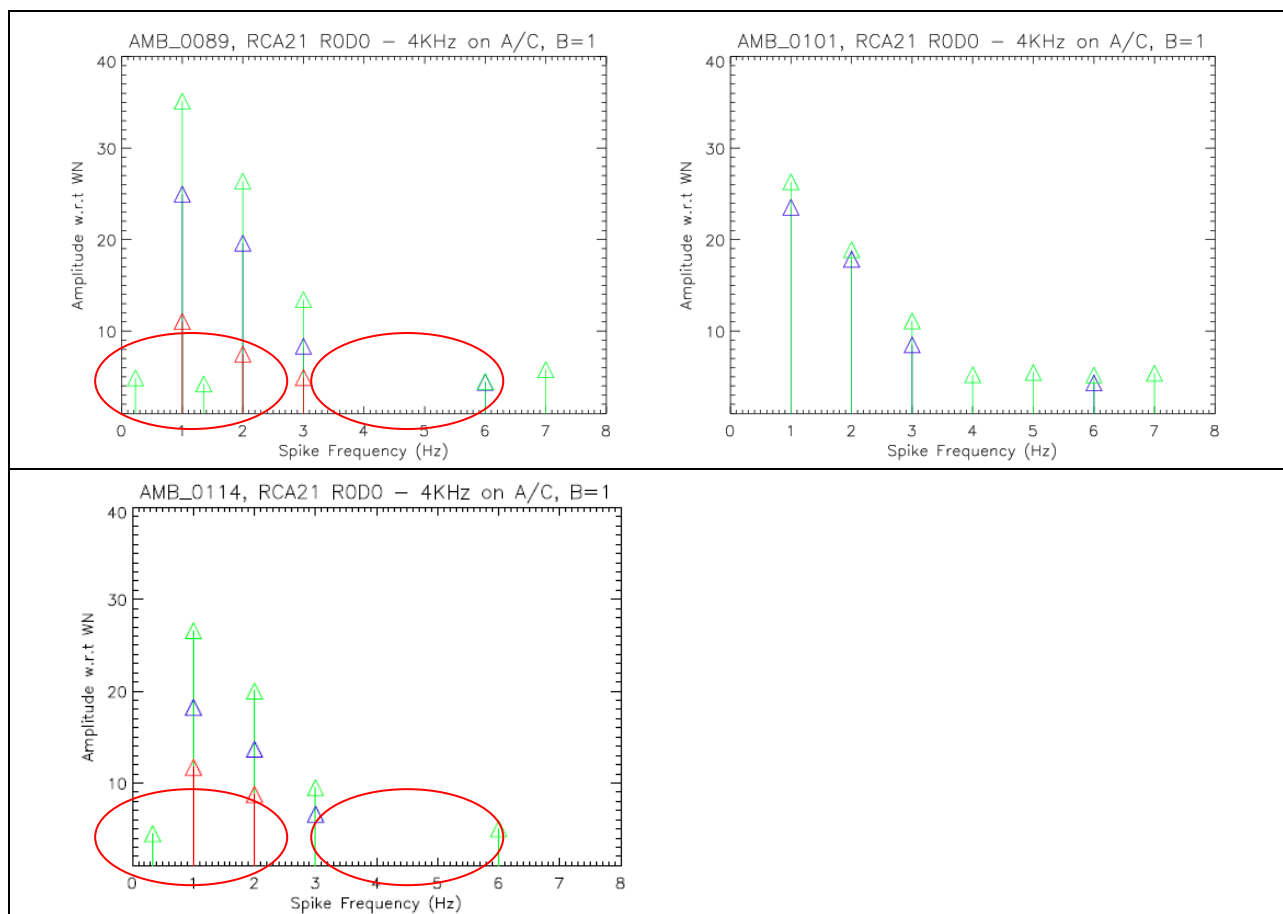 AMB_0089, RCA21 R0D0 – 4KHz on A/C, B=1
40
30
20
10
Amplitude w.r.t WN
0 1 2 3 4 5 6 7 8
Spike Frequency (Hz)
AMB_0101, RCA21 R0D0 – 4KHz on A/C, B=1
40
30
20
10
Amplitude w.r.t WN
0 1 2 3 4 5 6 7 8
Spike Frequency (Hz)
AMB_0114, RCA21 R0D0 – 4KHz on A/C, B=1
40
30
20
10
Amplitude w.r.t WN
0 1 2 3 4 5 6 7 8
Spike Frequency (Hz)